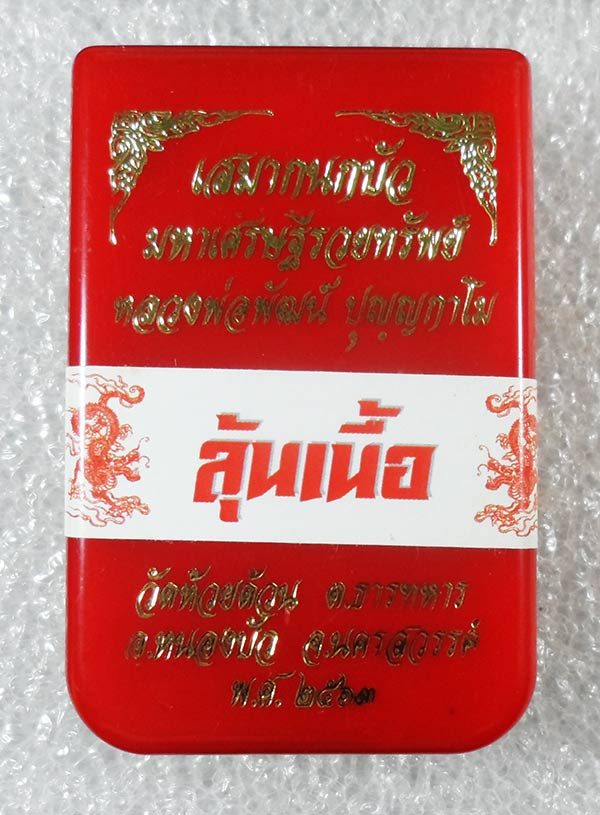 เสมากนกบัว
มหาเศรษฐีรวยทรัพย์
หลวงพ่อพัฒน์ ปุญฺญกาโม
ลุ้นเนื้อ
วัดห้วยด้วน ต.ธารทหาร
อ.หนองบัว จ.นครสวรรค์
พ.ศ. ๒๕๖๓